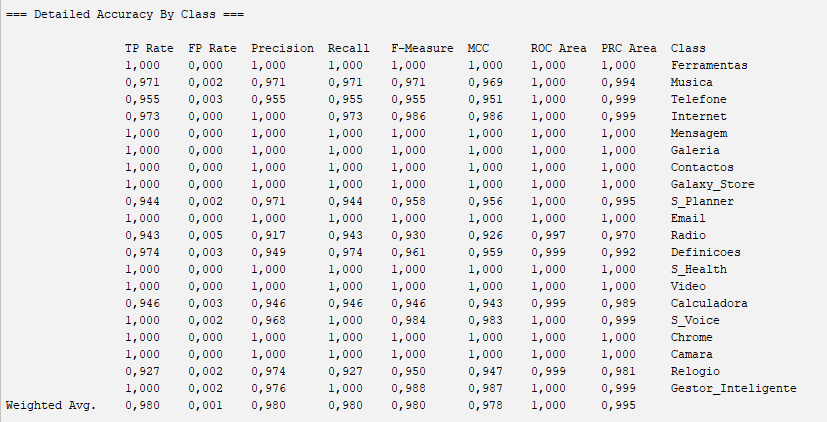 === Detailed Accuracy By Class ===
TP Rate FP Rate Precision Recall F-Measure MCC ROC Area PRC Area Class
1,000 0,000 1,000 1,000 1,000 1,000 1,000 1,000 Ferramentas
0,971 0,002 0,971 0,971 0,971 0,969 1,000 0,994 Musica
0,955 0,003 0,955 0,955 0,955 0,951 1,000 0,999 Telefone
0,973 0,000 1,000 0,973 0,986 0,986 1,000 0,999 Internet
1,000 0,000 1,000 1,000 1,000 1,000 1,000 1,000 Mensagem
1,000 0,000 1,000 1,000 1,000 1,000 1,000 1,000 Galeria
1,000 0,000 1,000 1,000 1,000 1,000 1,000 1,000 Contactos
1,000 0,000 1,000 1,000 1,000 1,000 1,000 1,000 Galaxy_Store
0,944 0,002 0,971 0,944 0,958 0,956 1,000 0,995 S_Planner
1,000 0,000 1,000 1,000 1,000 1,000 1,000 1,000 Email
0,943 0,005 0,917 0,943 0,930 0,926 0,997 0,970 Radio
0,974 0,003 0,949 0,974 0,961 0,959 0,999 0,992 Definicoes
1,000 0,000 1,000 1,000 1,000 1,000 1,000 1,000 S_Health
1,000 0,000 1,000 1,000 1,000 1,000 1,000 1,000 Video
0,946 0,003 0,946 0,946 0,946 0,943 0,999 0,989 Calculadora
1,000 0,002 0,968 1,000 0,984 0,983 1,000 0,999 S_Voice
1,000 0,000 1,000 1,000 1,000 1,000 1,000 1,000 Chrome
1,000 0,000 1,000 1,000 1,000 1,000 1,000 1,000 Camara
0,927 0,002 0,974 0,927 0,950 0,947 0,999 0,981 Relogio
1,000 0,002 0,976 1,000 0,988 0,987 1,000 0,999 Gestor_Inteligente
Weighted Avg. 0,980 0,001 0,980 0,980 0,980 0,978 1,000 0,995